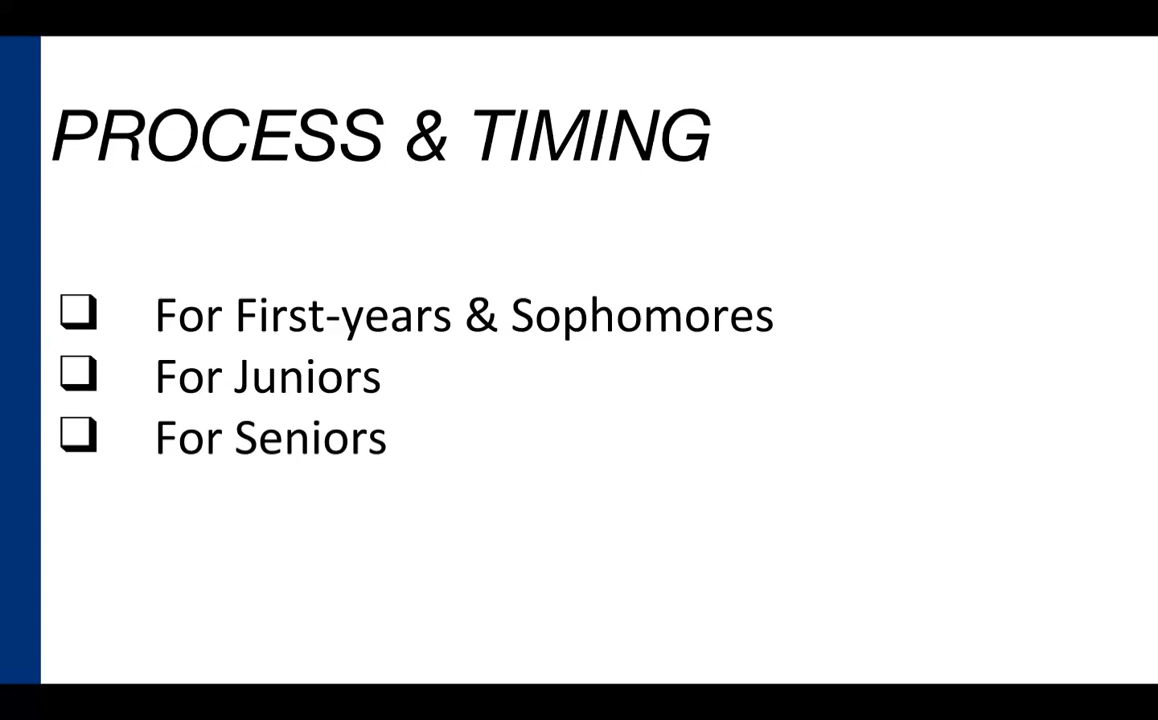 PROCESS & TIMING
For First-years & Sophomores
For Juniors
For Seniors